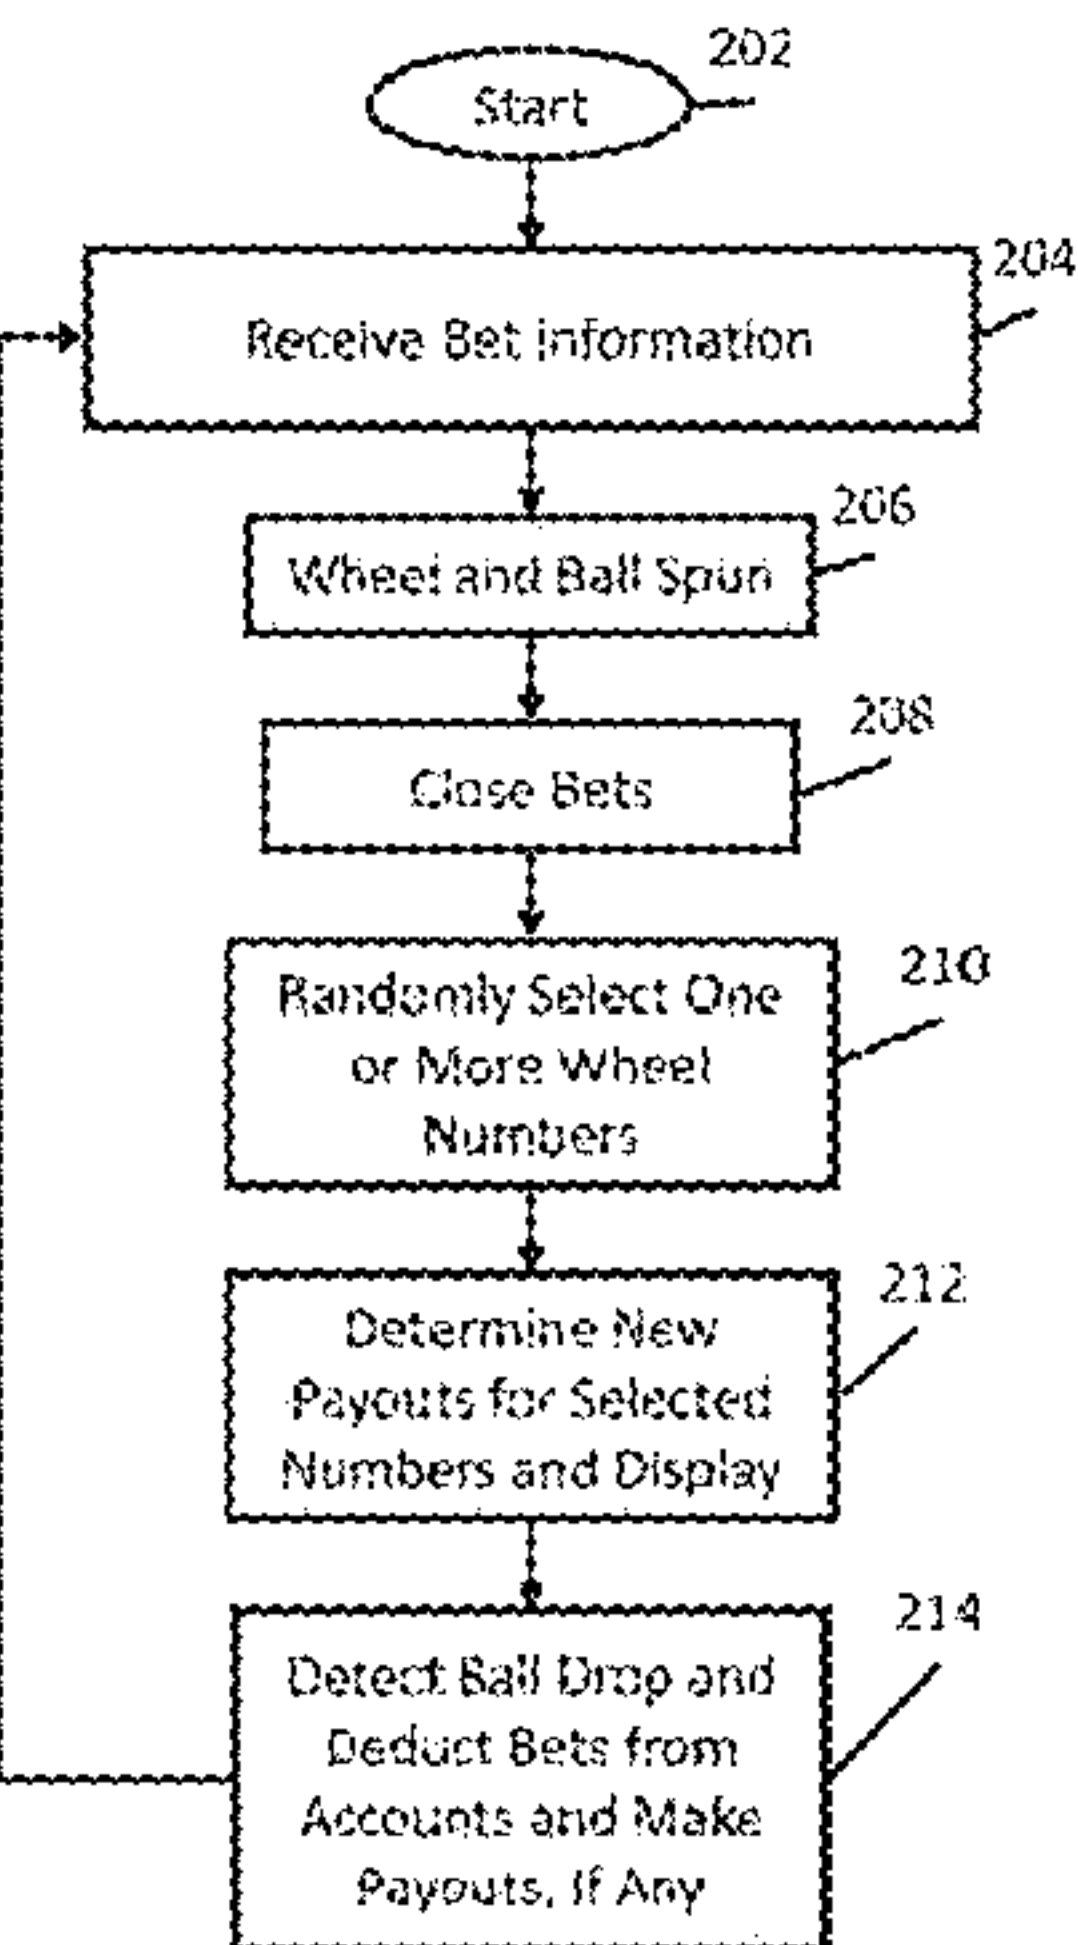 202
Start
204
Receive Bet Information
206
Wheel and Ball Spun
208
Close Bets
210
Randomly Select One
or More Wheel
Numbers
212
Determine New
Payouts for Selected
Numbers and Display
214
Detect Ball Drop and
Deduct Bets from
Accounts and Make
Payouts, If Any